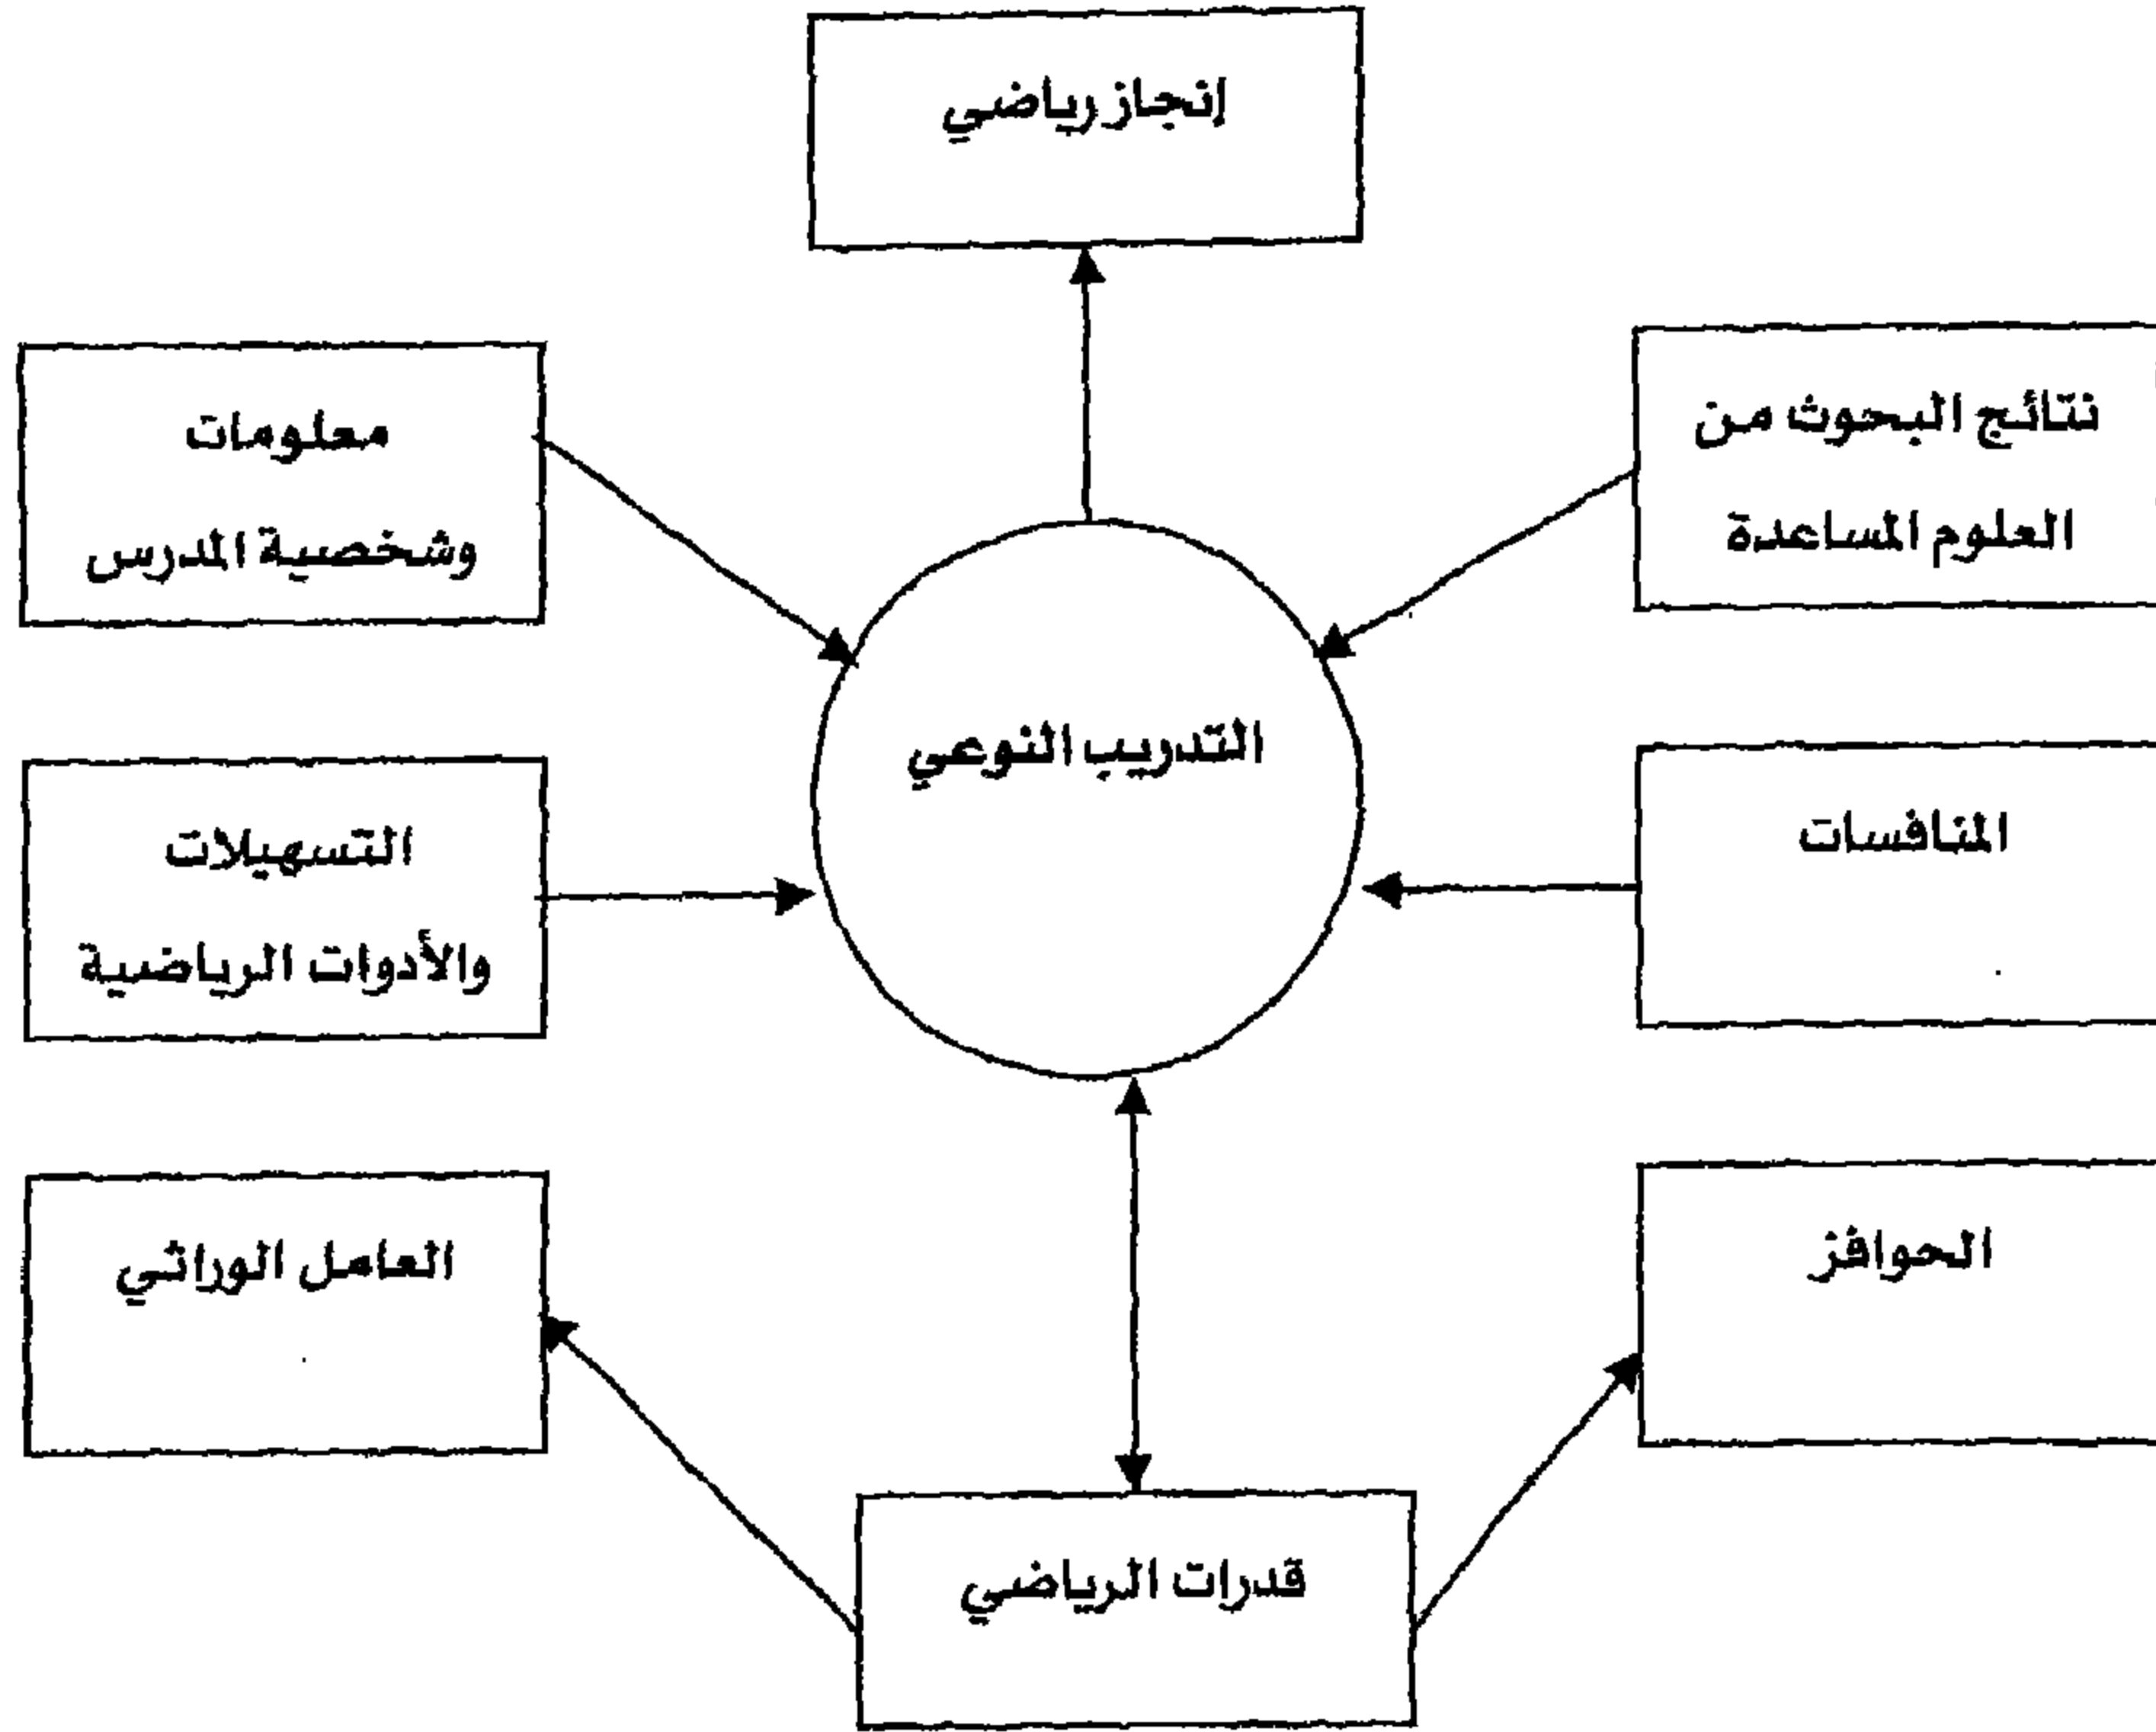 إنجاز رياضي
نتائج البحوث من
العلوم المساعدة
معلومات
وشخصية المدرس
التدريب النوعي
المنافسات
التسهيلات
والأدوات الرياضية
الحوافز
العامل الوراثي
قدرات الرياضي